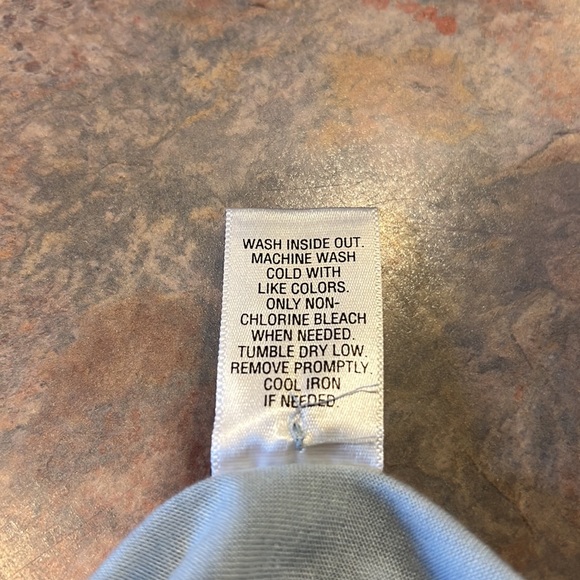 WASH INSIDE OUT.
MACHINE WASH
COLD WITH
LIKE COLORS.
ONLY NON-
CHLORINE BLEACH
WHEN NEEDED.
TUMBLE DRY LOW.
REMOVE PROMPTLY.
COOL IRON
IF NEEDED.